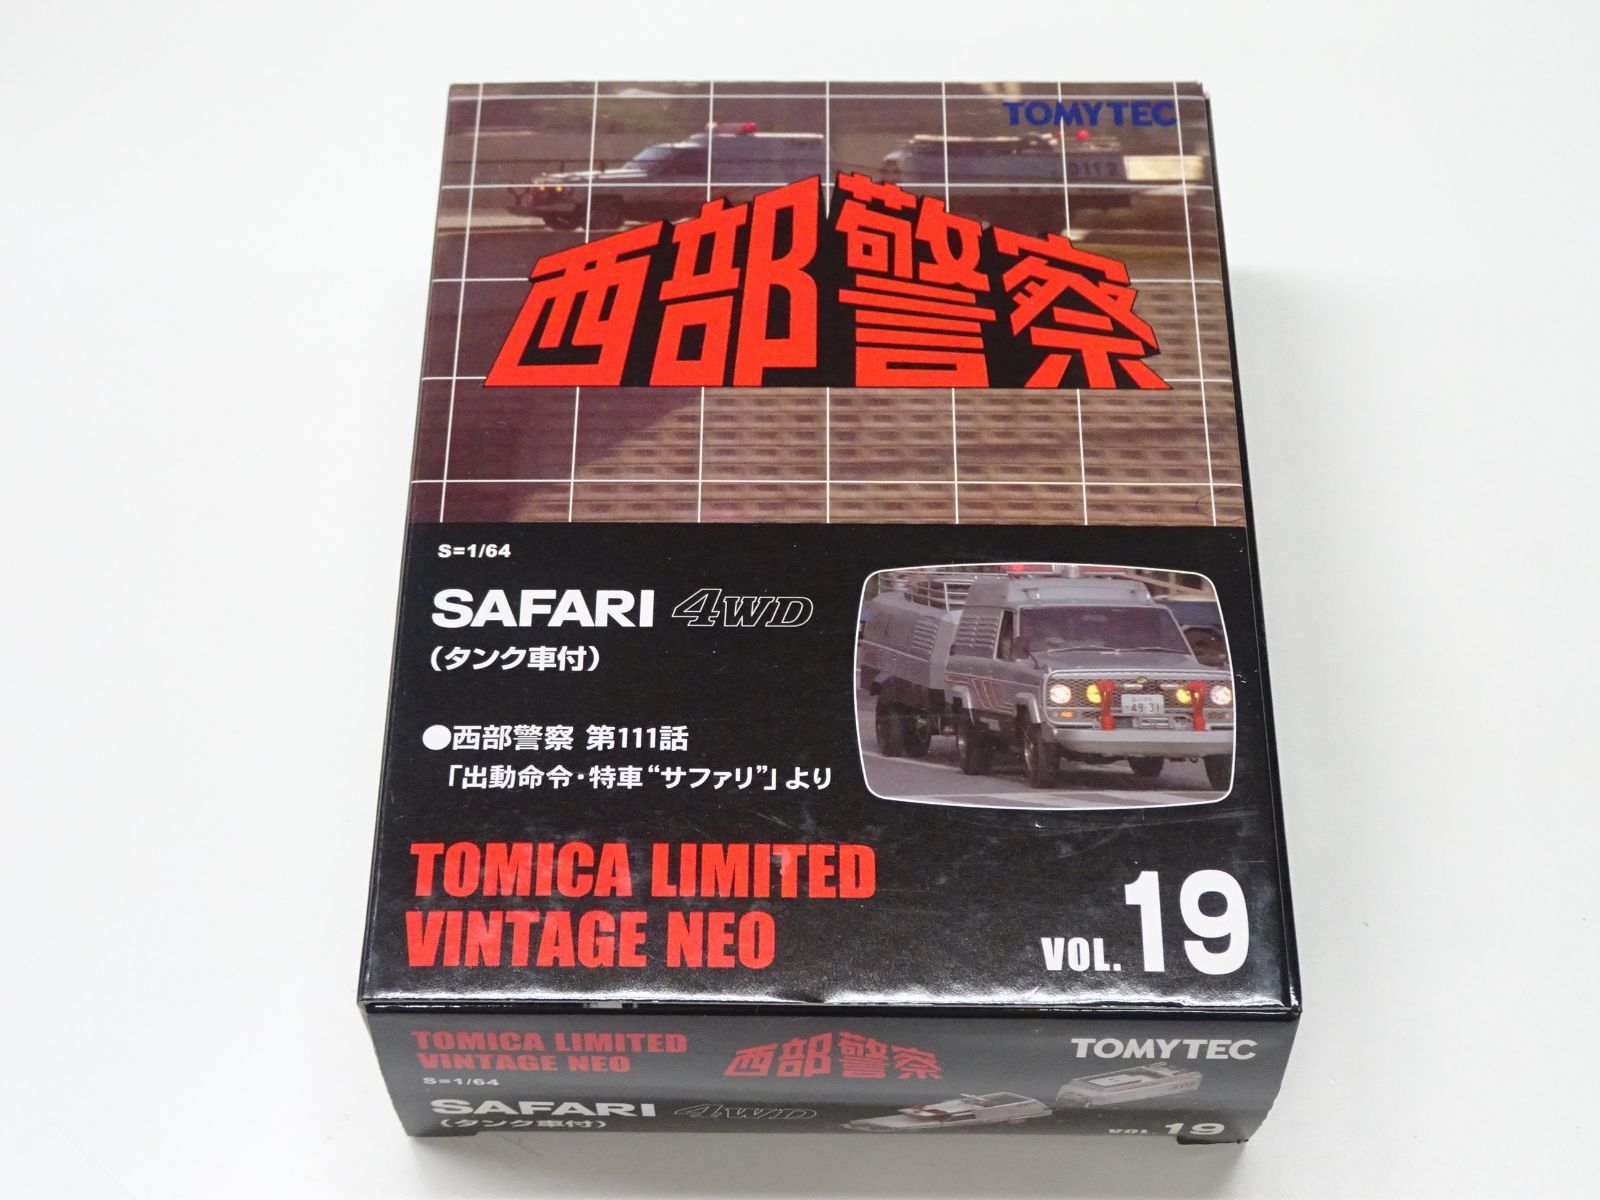 TOMYTEC
西部警察
S=1/64
SAFARI 4WD
(タンク車付)
●西部警察 第111話
「出動命令・特車“サファリ”」より
49-31
TOMICA LIMITED
VINTAGE NEO
VOL. 19
TOMICA LIMITED
VINTAGE NEO
西部警察
TOMYTEC
S=1/64
SAFARI 4WD
(タンク車付)
VOL. 19